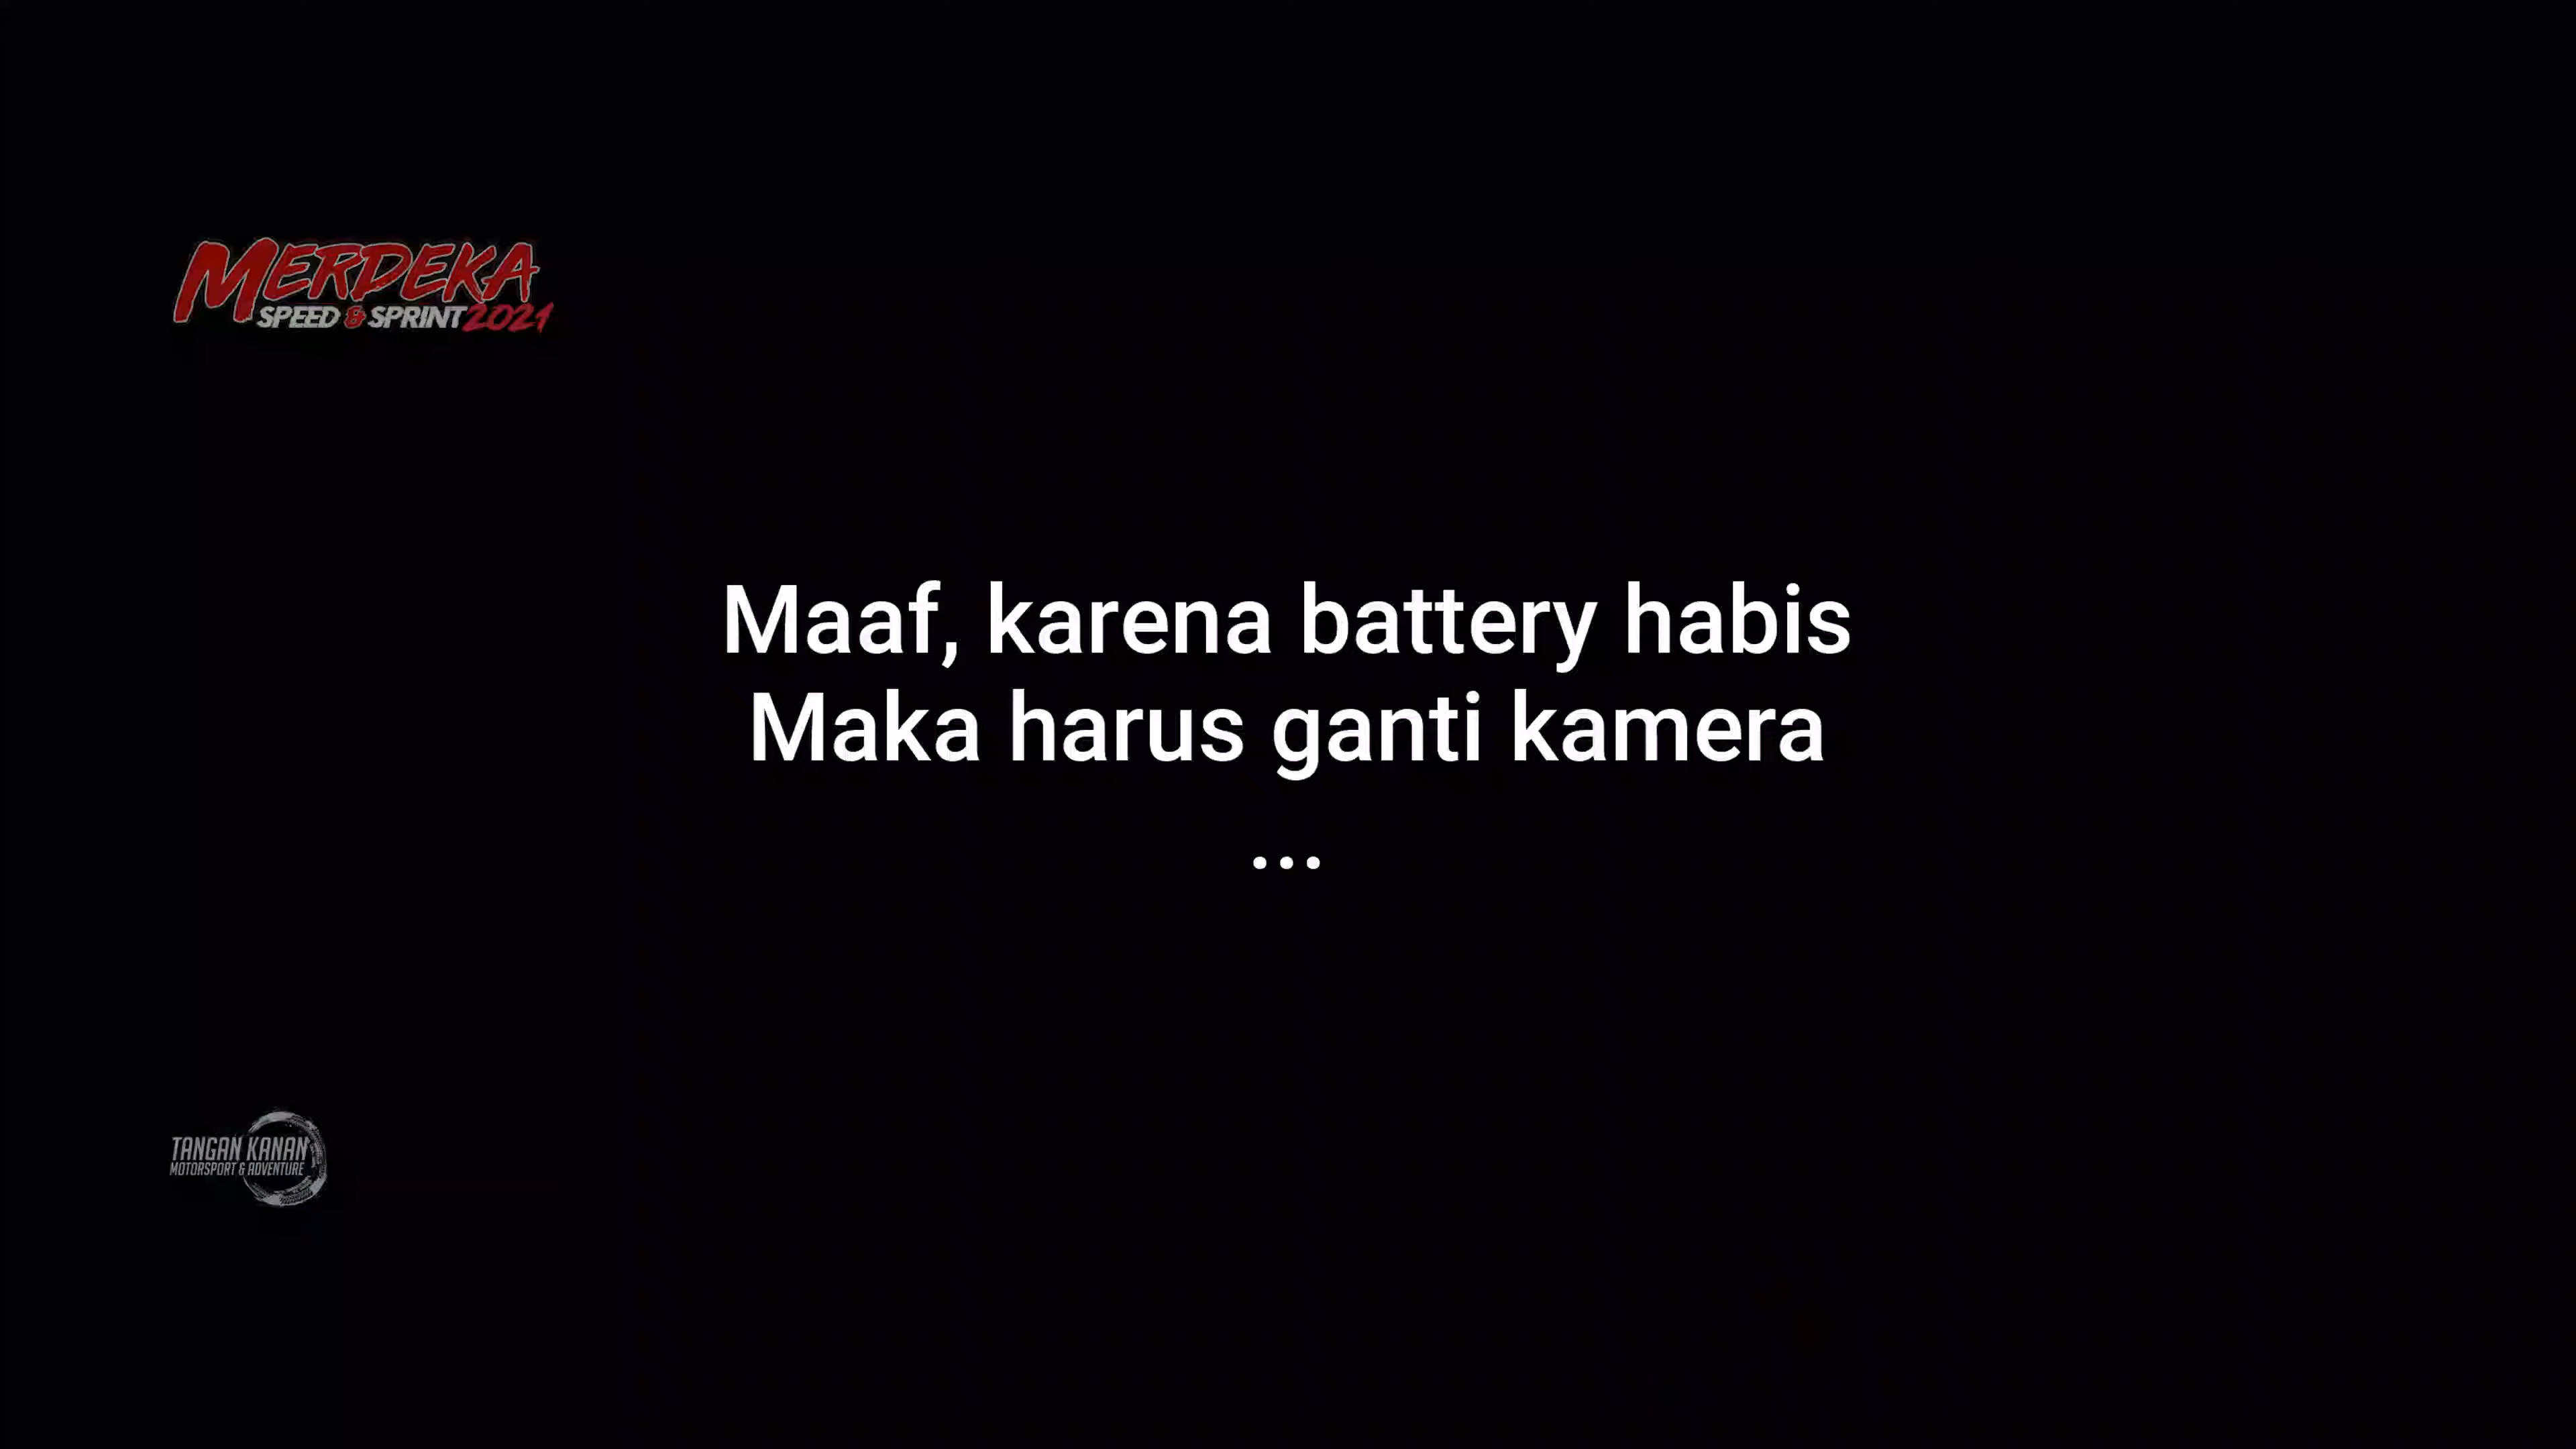 MERDEKA
SPEED & SPRINT 2021
Maaf, karena battery habis
Maka harus ganti kamera
...
TANGAN KANAN
MOTORSPORT & ADVENTURE